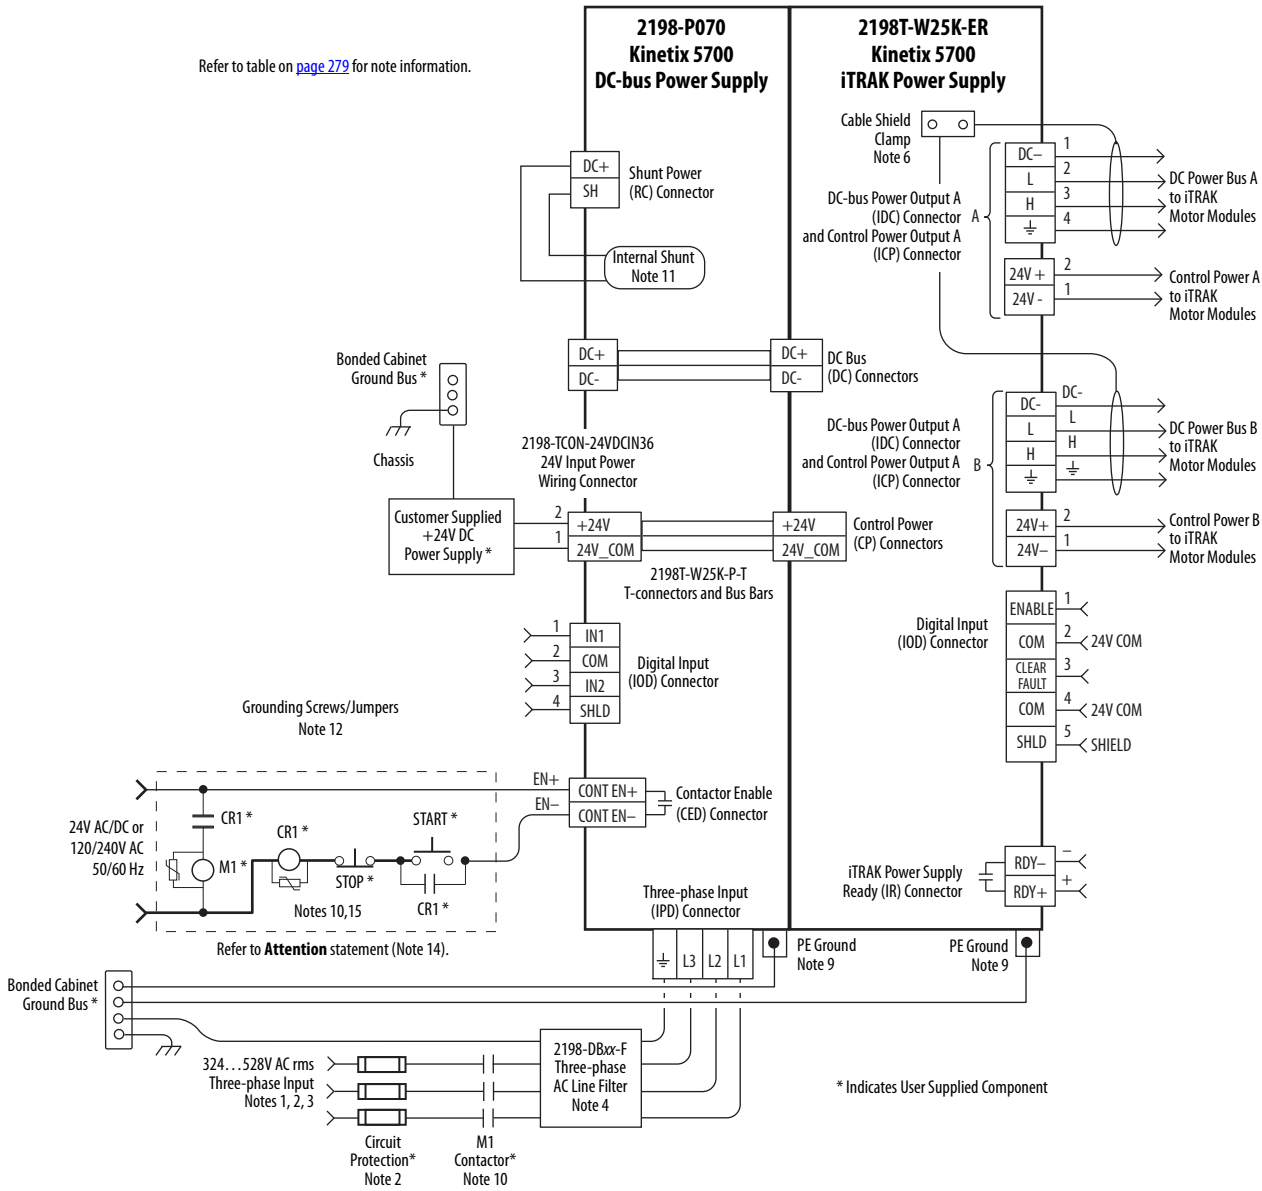 2198-P070
Kinetix 5700
DC-bus Power Supply
2198T-W25K-ER
Kinetix 5700
iTRAK Power Supply
Refer to table on page 279 for note information.
Cable Shield
Clamp
Note 6
DC+
SH
Shunt Power
(RC) Connector
Internal Shunt
Note 11
DC-bus Power Output A
(IDC) Connector
and Control Power Output A
(ICP) Connector
A
DC–
L
H
1
2
3
4
DC Power Bus A
to iTRAK
Motor Modules
24V +
24V -
2
1
Control Power A
to iTRAK
Motor Modules
DC+
DC-
DC+
DC-
DC Bus
(DC) Connectors
Bonded Cabinet
Ground Bus *
Chassis
2198-TCON-24VDCIN36
24V Input Power
Wiring Connector
DC-bus Power Output A
(IDC) Connector
and Control Power Output A
(ICP) Connector
B
DC-
L
H
DC-
L
H
DC Power Bus B
to iTRAK
Motor Modules
Customer Supplied
+24V DC
Power Supply *
2
1
+24V
24V_COM
+24V
24V_COM
Control Power
(CP) Connectors
24V+
24V–
2
1
Control Power B
to iTRAK
Motor Modules
2198T-W25K-P-T
T-connectors and Bus Bars
1
2
3
4
IN1
COM
IN2
SHLD
Digital Input
(IOD) Connector
Digital Input
(IOD) Connector
ENABLE
COM
CLEAR
FAULT
COM
SHLD
1
2
3
4
5
24V COM
24V COM
SHIELD
Grounding Screws/Jumpers
Note 12
EN+
EN–
CONT EN+
CONT EN–
Contactor Enable
(CED) Connector
24V AC/DC or
120/240V AC
50/60 Hz
CR1 *
M1 *
CR1 *
STOP *
START *
CR1 *
Notes 10,15
Refer to Attention statement (Note 14).
iTRAK Power Supply
Ready (IR) Connector
RDY–
RDY+
–
+
Three-phase Input
(IPD) Connector
L3
L2
L1
PE Ground
Note 9
PE Ground
Note 9
Bonded Cabinet
Ground Bus *
324…528V AC rms
Three-phase Input
Notes 1, 2, 3
2198-DBxx-F
Three-phase
AC Line Filter
Note 4
* Indicates User Supplied Component
Circuit
Protection*
Note 2
M1
Contactor*
Note 10